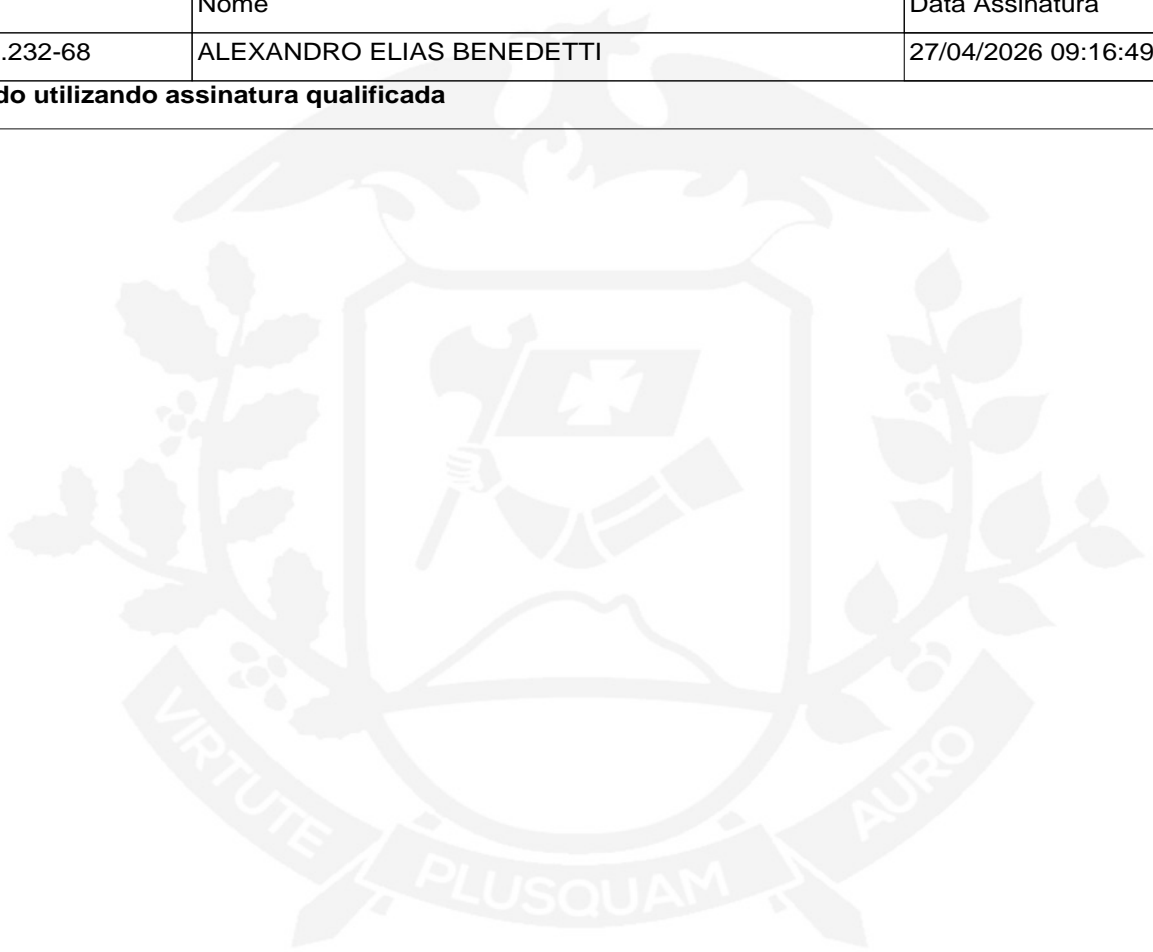 Nome Data Assinatura
.232-68 ALEXANDRO ELIAS BENEDETTI 27/04/2026 09:16:49
do utilizando assinatura qualificada
VIRTUTE PLUSQUAM AURO